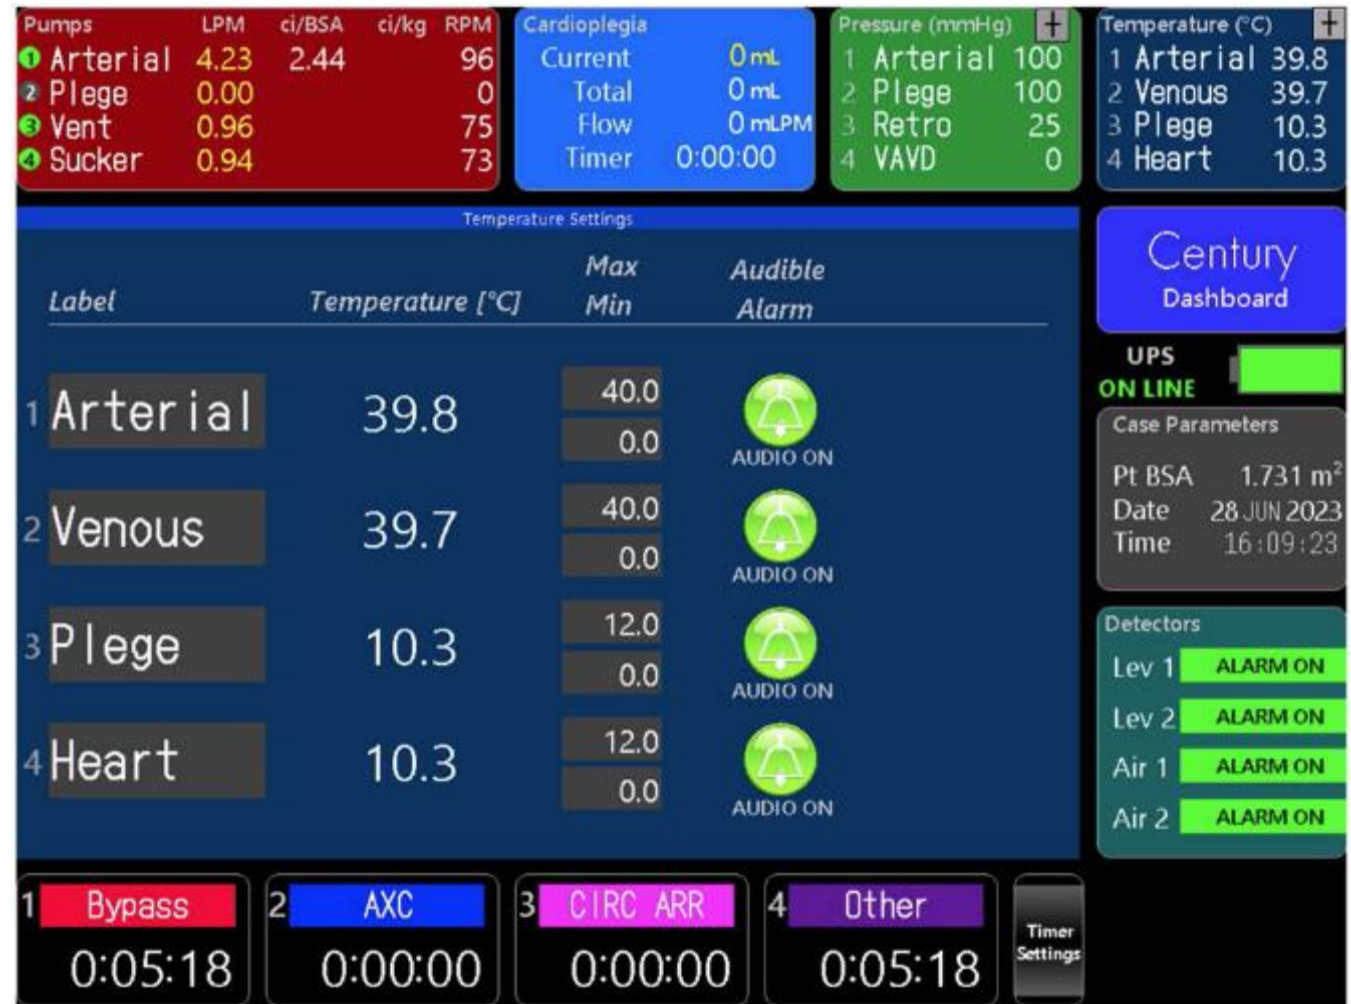 Pumps LPM ci/BSA ci/kg RPM
1 Arterial 4.23 2.44 96
2 Plege 0.00 0
3 Vent 0.96 75
4 Sucker 0.94 73
Cardioplegia
Current 0 mL
Total 0 mL
Flow 0 mLPM
Timer 0:00:00
Pressure (mmHg) +
1 Arterial 100
2 Plege 100
3 Retro 25
4 VAVD 0
Temperature (°C) +
1 Arterial 39.8
2 Venous 39.7
3 Plege 10.3
4 Heart 10.3
Temperature Settings
Max Audible
Label Temperature [°C] Min Alarm
40.0
1 Arterial 39.8
0.0
AUDIO ON
40.0
2 Venous 39.7
0.0
AUDIO ON
12.0
3 Plege 10.3
0.0
AUDIO ON
12.0
4 Heart 10.3
0.0
AUDIO ON
Century
Dashboard
UPS
ON LINE
Case Parameters
Pt BSA 1.731 m²
Date 28 JUN 2023
Time 16:09:23
Detectors
Lev 1 ALARM ON
Lev 2 ALARM ON
Air 1 ALARM ON
Air 2 ALARM ON
1 Bypass
0:05:18
2 AXC
0:00:00
3 CIRC ARR
0:00:00
4 Other
0:05:18
Timer
Settings